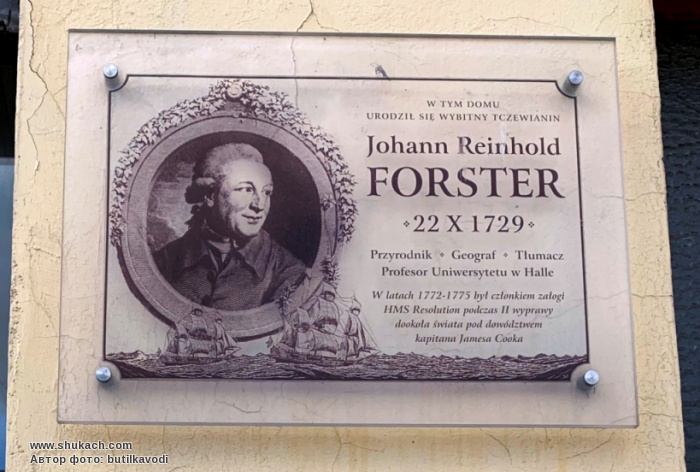 W TYM DOMU
URODZIŁ SIĘ WYBITNY TCZEWIANIN
Johann Reinhold
FORSTER
22 X 1729
Przyrodnik ⋄ Geograf ⋄ Tłumacz
Profesor Uniwersytetu w Halle
W latach 1772-1775 był członkiem załogi
HMS Resolution podczas II wyprawy
dookoła świata pod dowództwem
kapitana Jamesa Cooka
www.shukach.com
Автор фото: butilkavodi